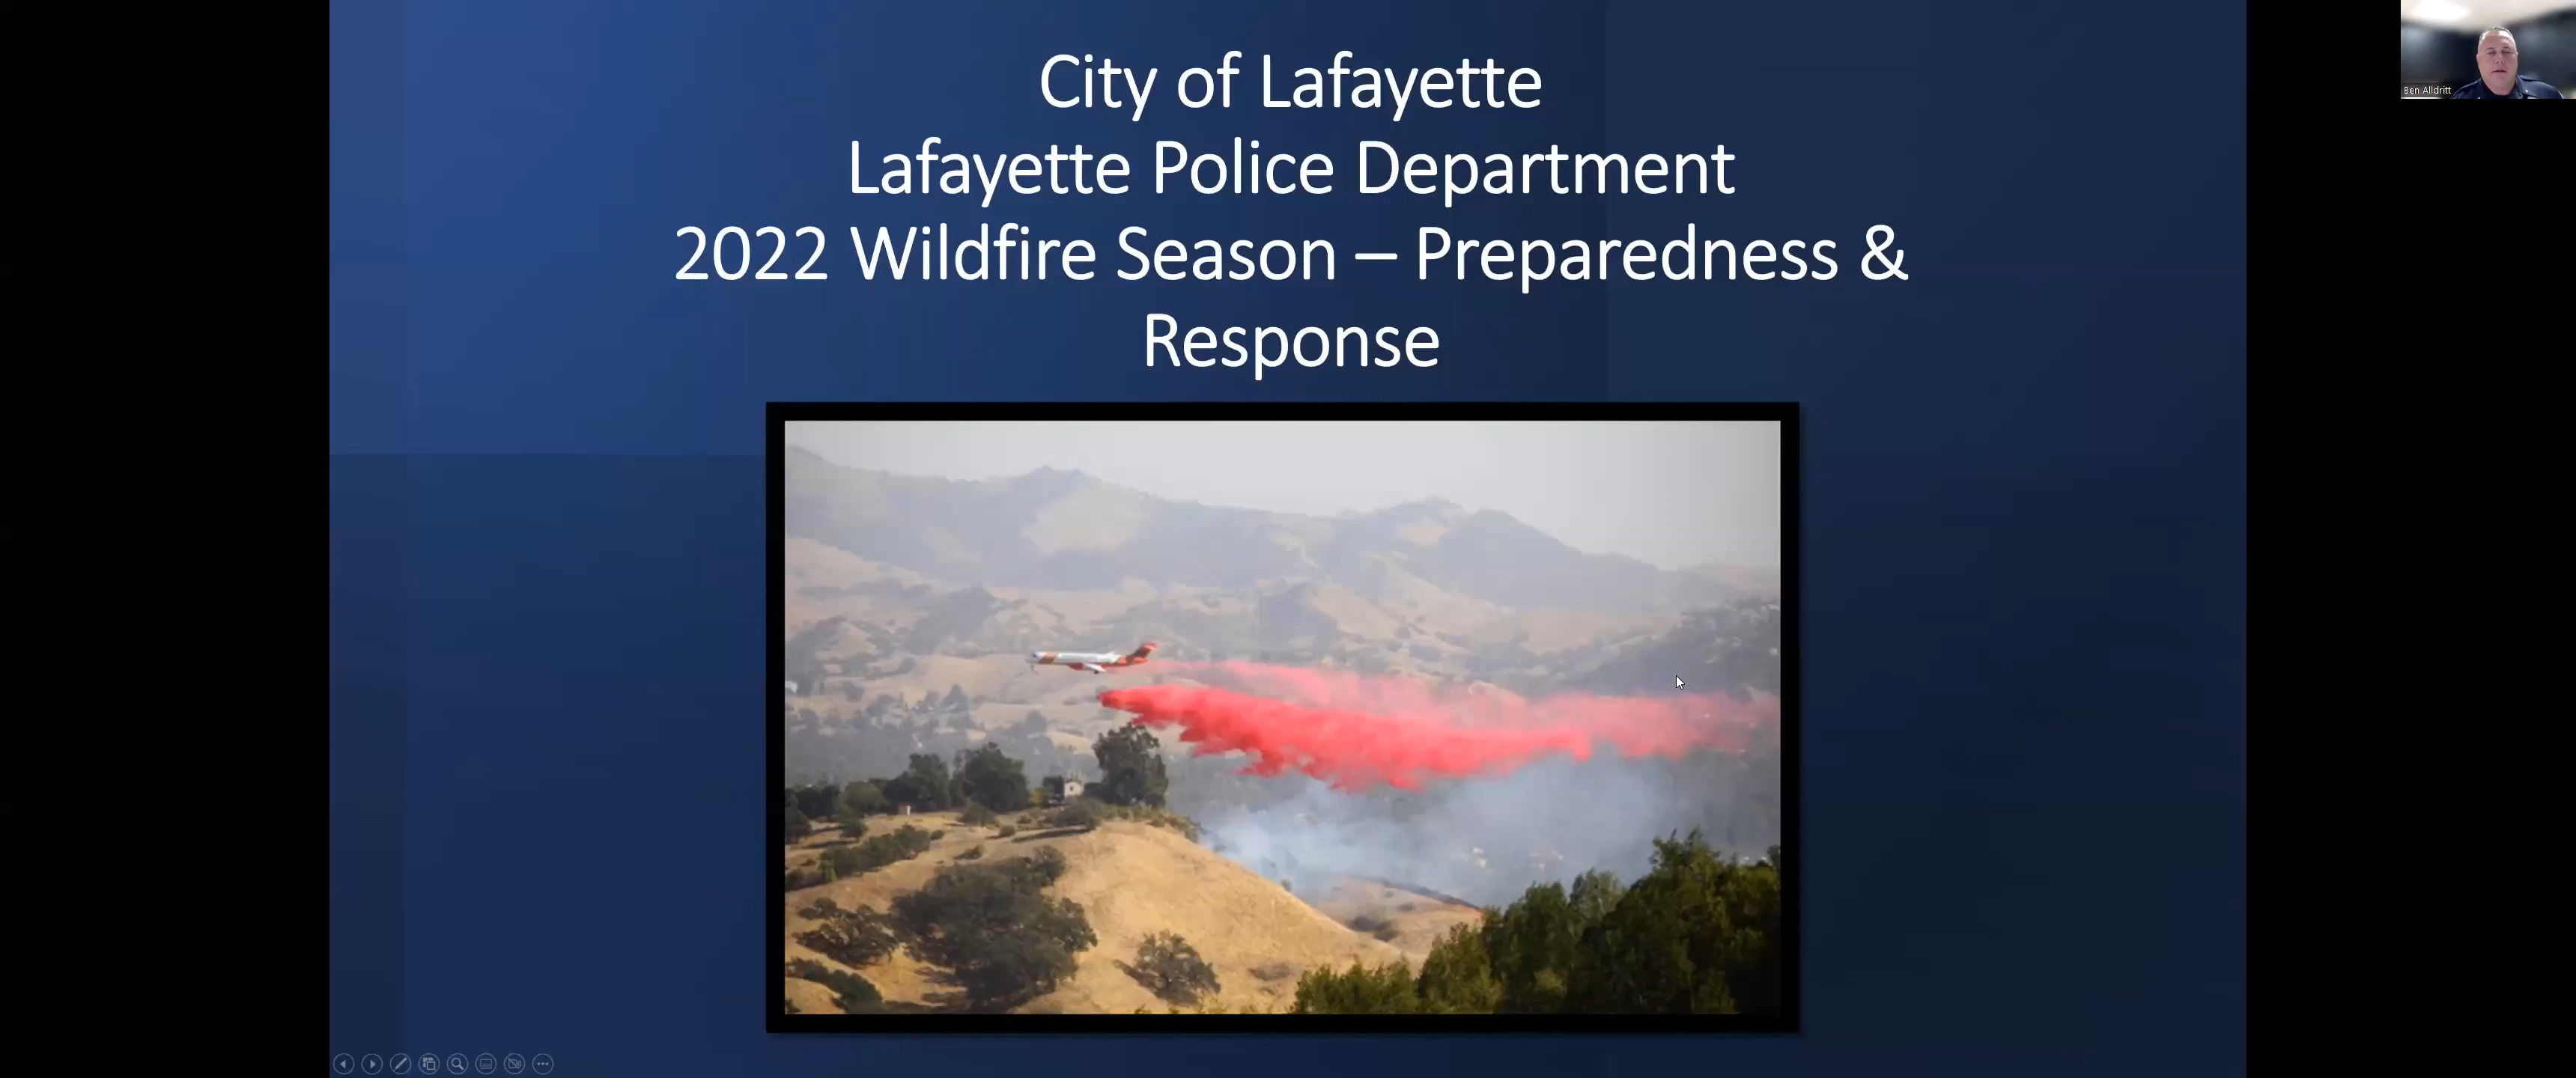 City of Lafayette
Lafayette Police Department
2022 Wildfire Season – Preparedness &
Response
Ben Alldritt